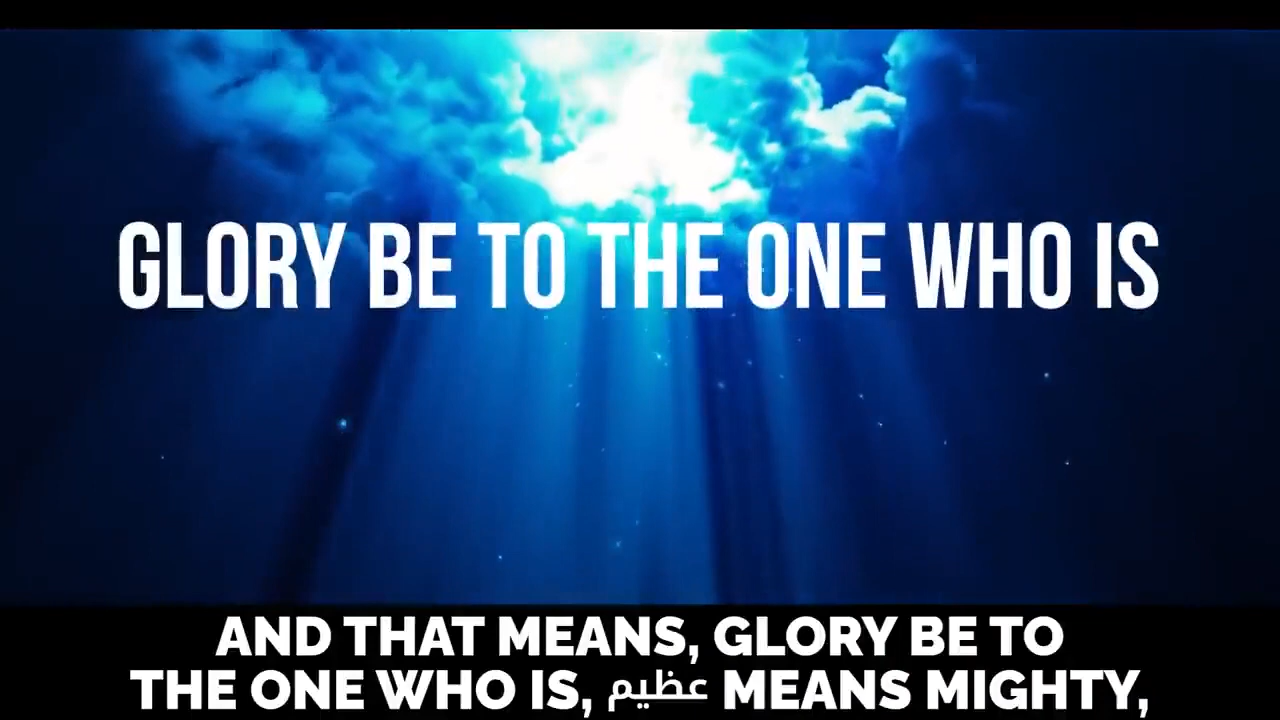 GLORY BE TO THE ONE WHO IS
AND THAT MEANS, GLORY BE TO
THE ONE WHO IS, عظيم MEANS MIGHTY,